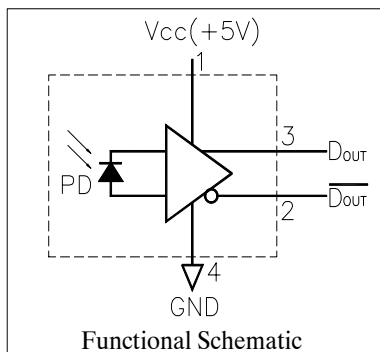 Vcc(+5V)
1
3
DOUT
PD
DOUT
2
4
GND
Functional Schematic